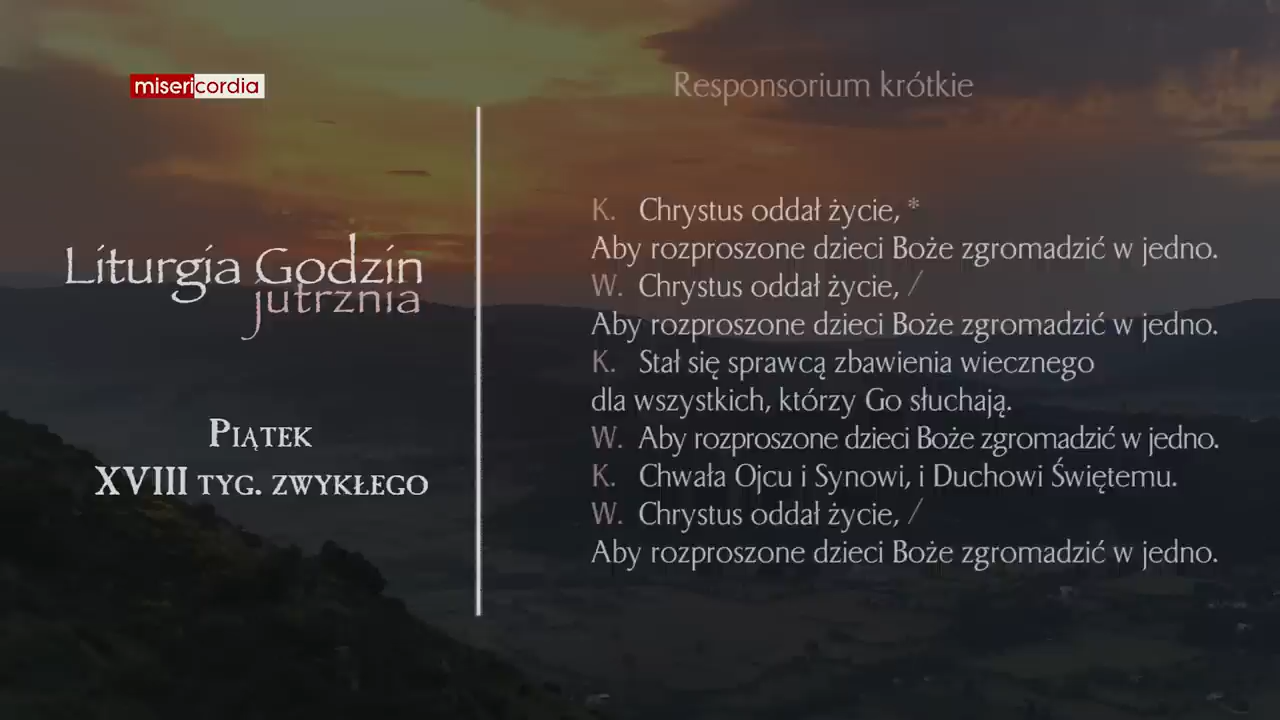 misericordia
Liturgia Godzin
jutrznia
Piątek
XVIII tyg. zwykłego
Responsorium krótkie
K. Chrystus oddał życie, *
Aby rozproszone dzieci Boże zgromadzić w jedno.
W. Chrystus oddał życie, /
Aby rozproszone dzieci Boże zgromadzić w jedno.
K. Stał się sprawcą zbawienia wiecznego
dla wszystkich, którzy Go słuchają.
W. Aby rozproszone dzieci Boże zgromadzić w jedno.
K. Chwała Ojcu i Synowi, i Duchowi Świętemu.
W. Chrystus oddał życie, /
Aby rozproszone dzieci Boże zgromadzić w jedno.